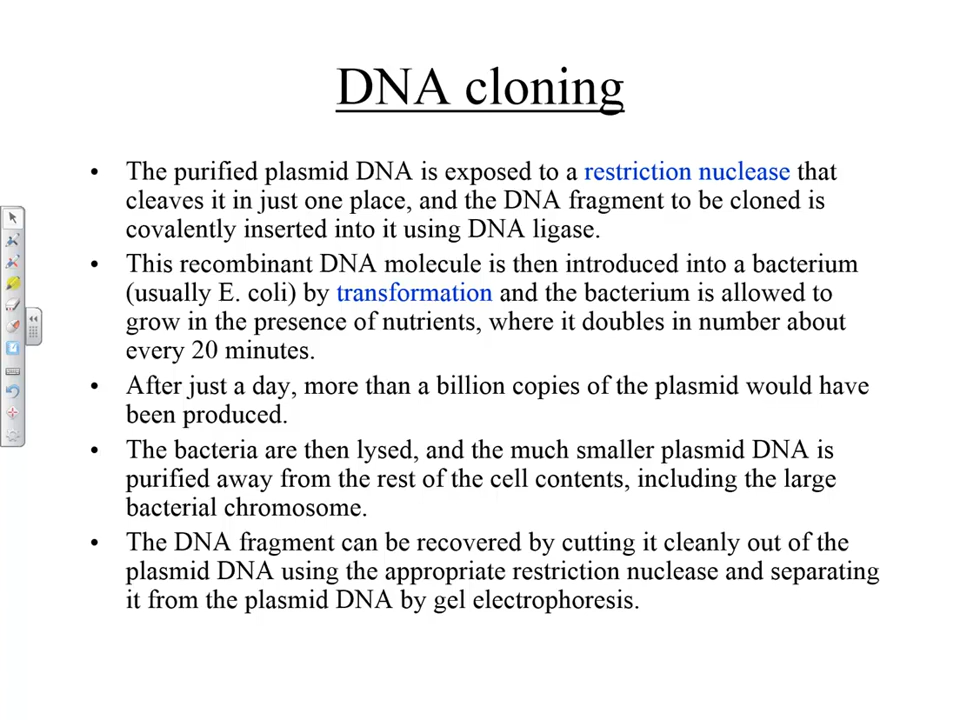 DNA cloning
• The purified plasmid DNA is exposed to a restriction nuclease that
cleaves it in just one place, and the DNA fragment to be cloned is
covalently inserted into it using DNA ligase.
• This recombinant DNA molecule is then introduced into a bacterium
(usually E. coli) by transformation and the bacterium is allowed to
grow in the presence of nutrients, where it doubles in number about
every 20 minutes.
• After just a day, more than a billion copies of the plasmid would have
been produced.
• The bacteria are then lysed, and the much smaller plasmid DNA is
purified away from the rest of the cell contents, including the large
bacterial chromosome.
• The DNA fragment can be recovered by cutting it cleanly out of the
plasmid DNA using the appropriate restriction nuclease and separating
it from the plasmid DNA by gel electrophoresis.